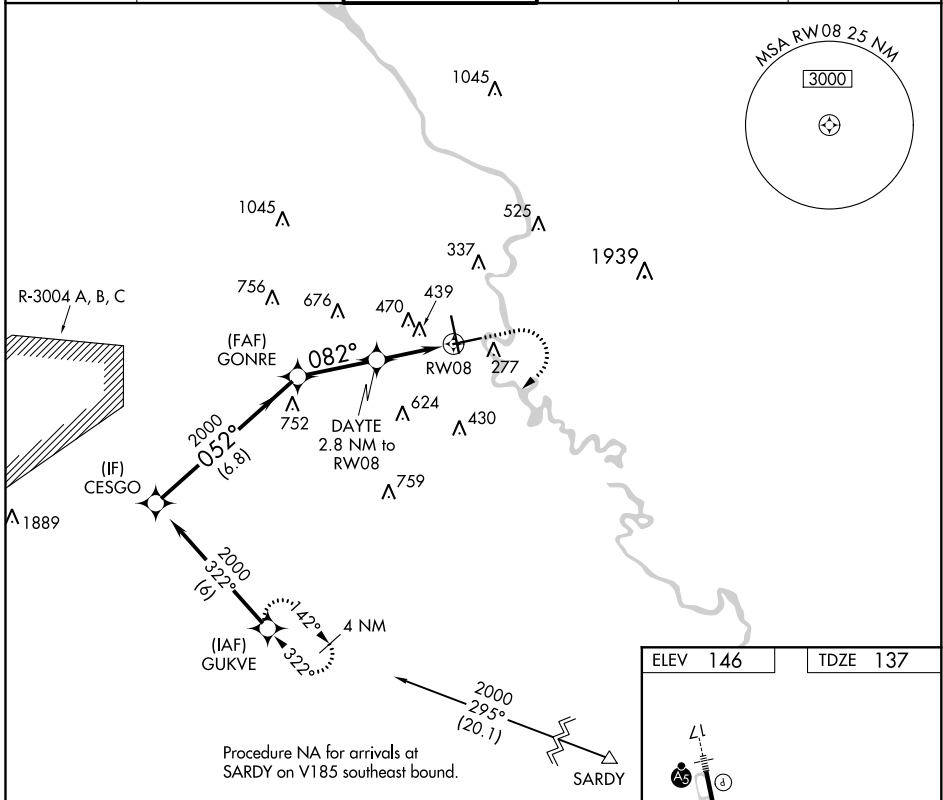 MSA RW08 25 NM
3000
1045
1045
525
337
1939
R-3004 A, B, C
756
676
470
439
(FAF)
GONRE
082°
RW08
277
752
624
430
DAYTE
2.8 NM to
RW08
2000
052°
(6.8)
(IF)
CESGO
759
1889
2000
322°
(6)
142°
4 NM
322°
(IAF)
GUKVE
2000
295°
(20.1)
SARDY
Procedure NA for arrivals at
SARDY on V185 southeast bound.
ELEV 146
TDZE 137
17
A5
P